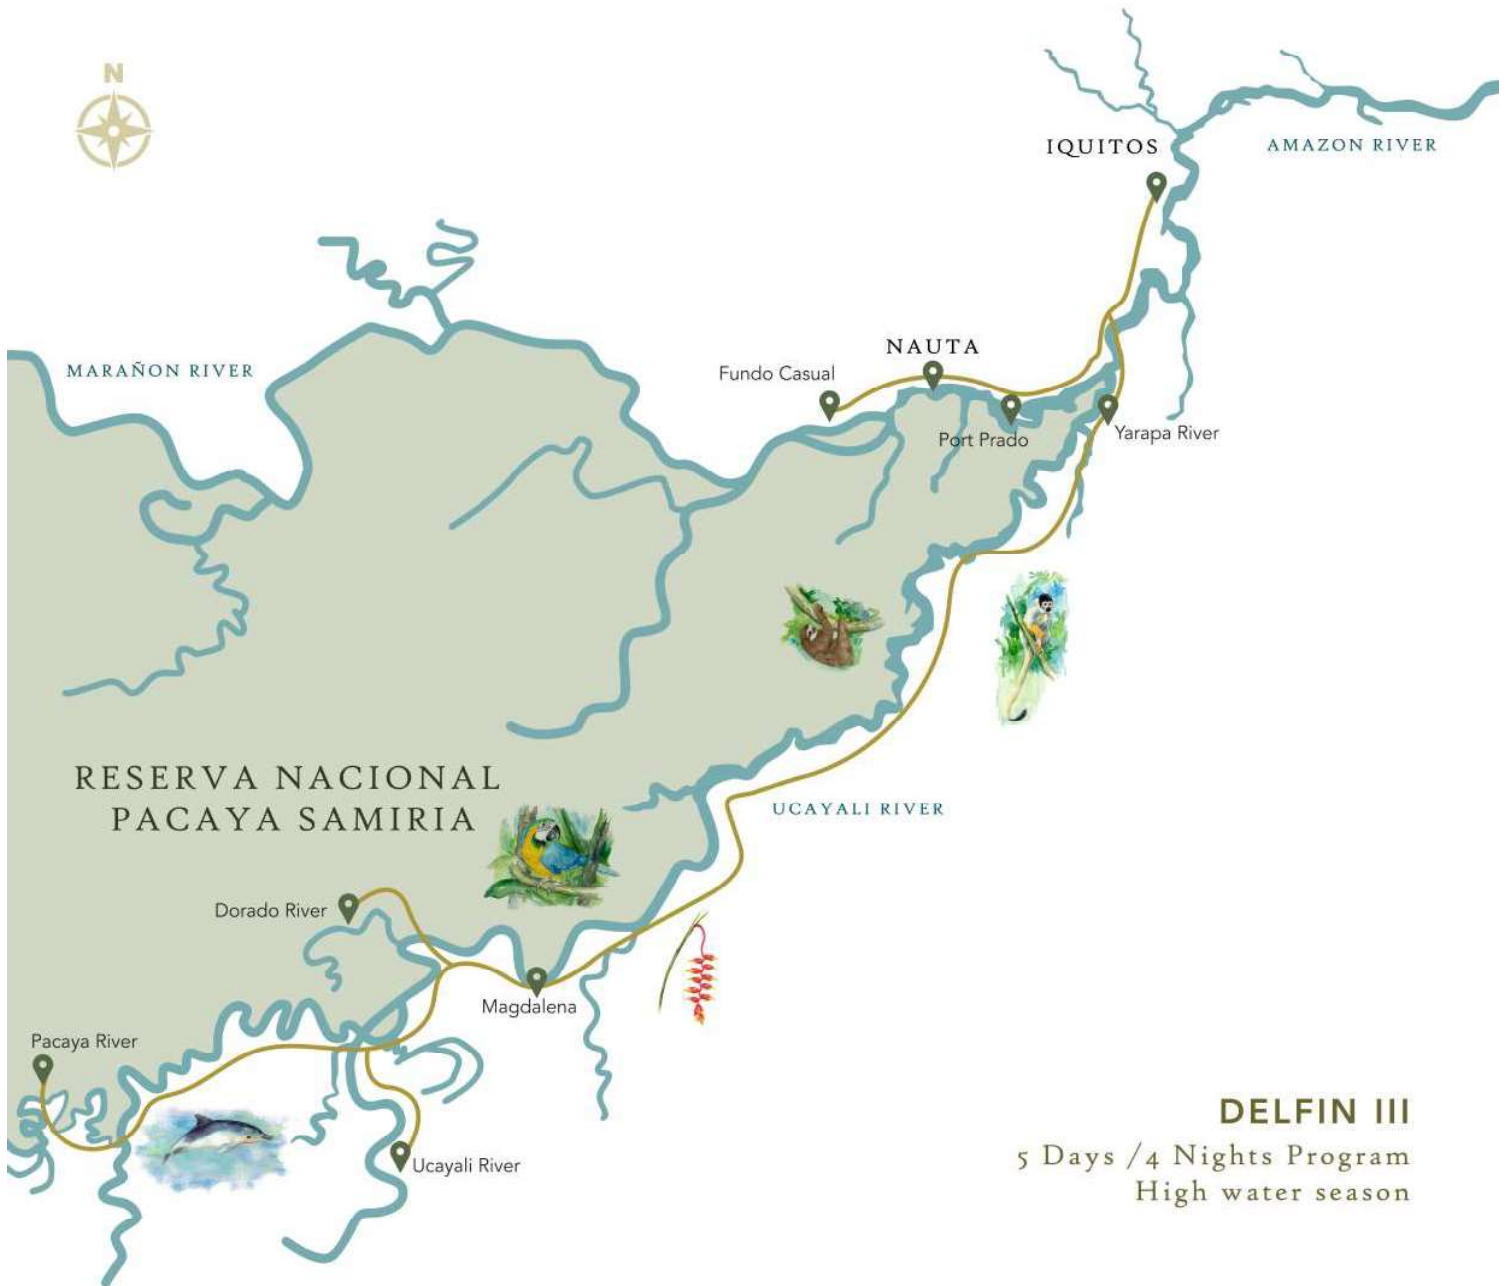 N
IQUITOS
AMAZON RIVER
NAUTA
MARAÑON RIVER
Fundo Casual
Port Prado
Yarapa River
RESERVA NACIONAL
PACAYA SAMIRIA
UCAYALI RIVER
Dorado River
Magdalena
Pacaya River
Ucayali River
DELFIN III
5 Days /4 Nights Program
High water season